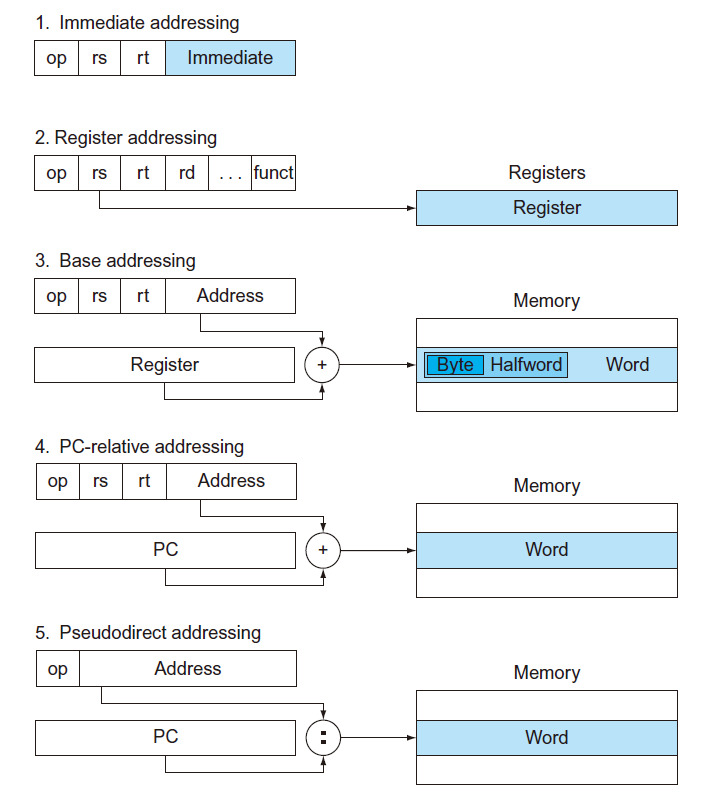 1. Immediate addressing
op rs rt Immediate
2. Register addressing
op rs rt rd . . . funct
Registers
Register
3. Base addressing
op rs rt Address
Memory
Register
+
Byte Halfword Word
4. PC-relative addressing
op rs rt Address
Memory
PC
+
Word
5. Pseudodirect addressing
op Address
Memory
PC
:
Word